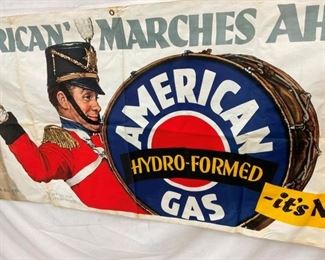 RICAN' MARCHES AH
AMERICAN
HYDRO-FORMED
GAS
-it's N